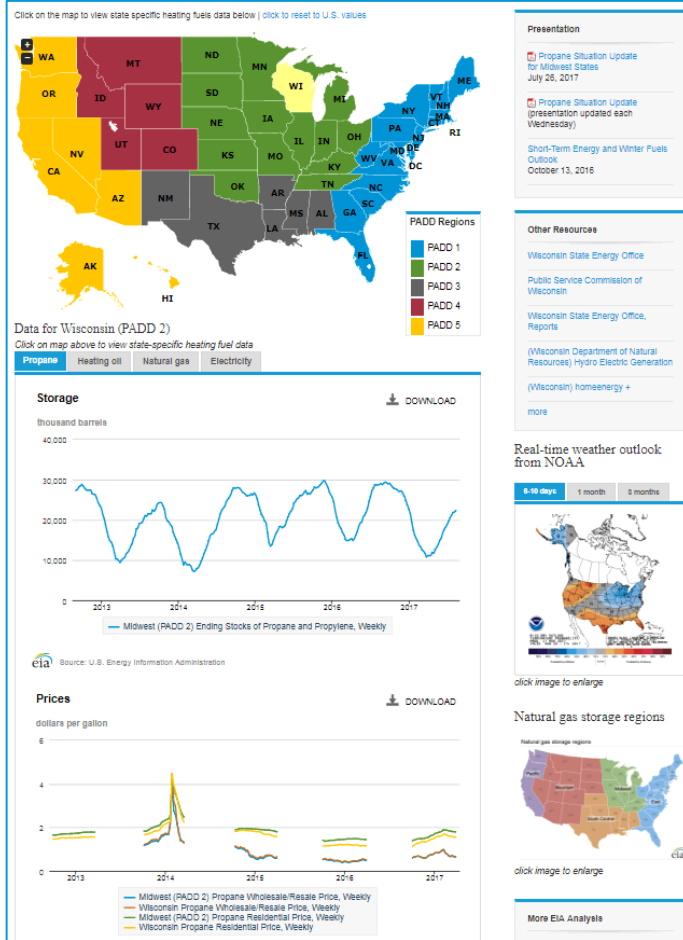 Click on the map to view state specific heating fuels data below | click to reset to U.S. values
+
−
WA
MT
ND
MN
ME
OR
ID
SD
WI
MI
VT
NH
NY
MA
CT
RI
WY
IA
NE
PA
NJ
NV
UT
CO
IL
IN
OH
MD
DE
DC
WV
VA
KS
MO
KY
CA
NC
TN
AZ
NM
OK
AR
SC
MS
AL
GA
TX
LA
FL
AK
HI
PADD Regions
PADD 1
PADD 2
PADD 3
PADD 4
PADD 5
Data for Wisconsin (PADD 2)
Click on map above to view state-specific heating fuel data
Propane
Heating oil
Natural gas
Electricity
Storage
DOWNLOAD
thousand barrels
40,000
30,000
20,000
10,000
0
2013
2014
2015
2016
2017
Midwest (PADD 2) Ending Stocks of Propane and Propylene, Weekly
eia Source: U.S. Energy Information Administration
Prices
DOWNLOAD
dollars per gallon
6
4
2
0
2013
2014
2015
2016
2017
Midwest (PADD 2) Propane Wholesale/Resale Price, Weekly
Wisconsin Propane Wholesale/Resale Price, Weekly
Midwest (PADD 2) Propane Residential Price, Weekly
Wisconsin Propane Residential Price, Weekly
Presentation
Propane Situation Update
for Midwest States
July 26, 2017
Propane Situation Update
(presentation updated each
Wednesday)
Short-Term Energy and Winter Fuels
Outlook
October 13, 2016
Other Resources
Wisconsin State Energy Office
Public Service Commission of
Wisconsin
Wisconsin State Energy Office,
Reports
(Wisconsin Department of Natural
Resources) Hydro Electric Generation
(Wisconsin) homeenergy +
more
Real-time weather outlook
from NOAA
6-10 days
1 month
3 months
click image to enlarge
Natural gas storage regions
Natural gas storage regions
Pacific
Mountain
Midwest
East
South Central
eia
click image to enlarge
More EIA Analysis